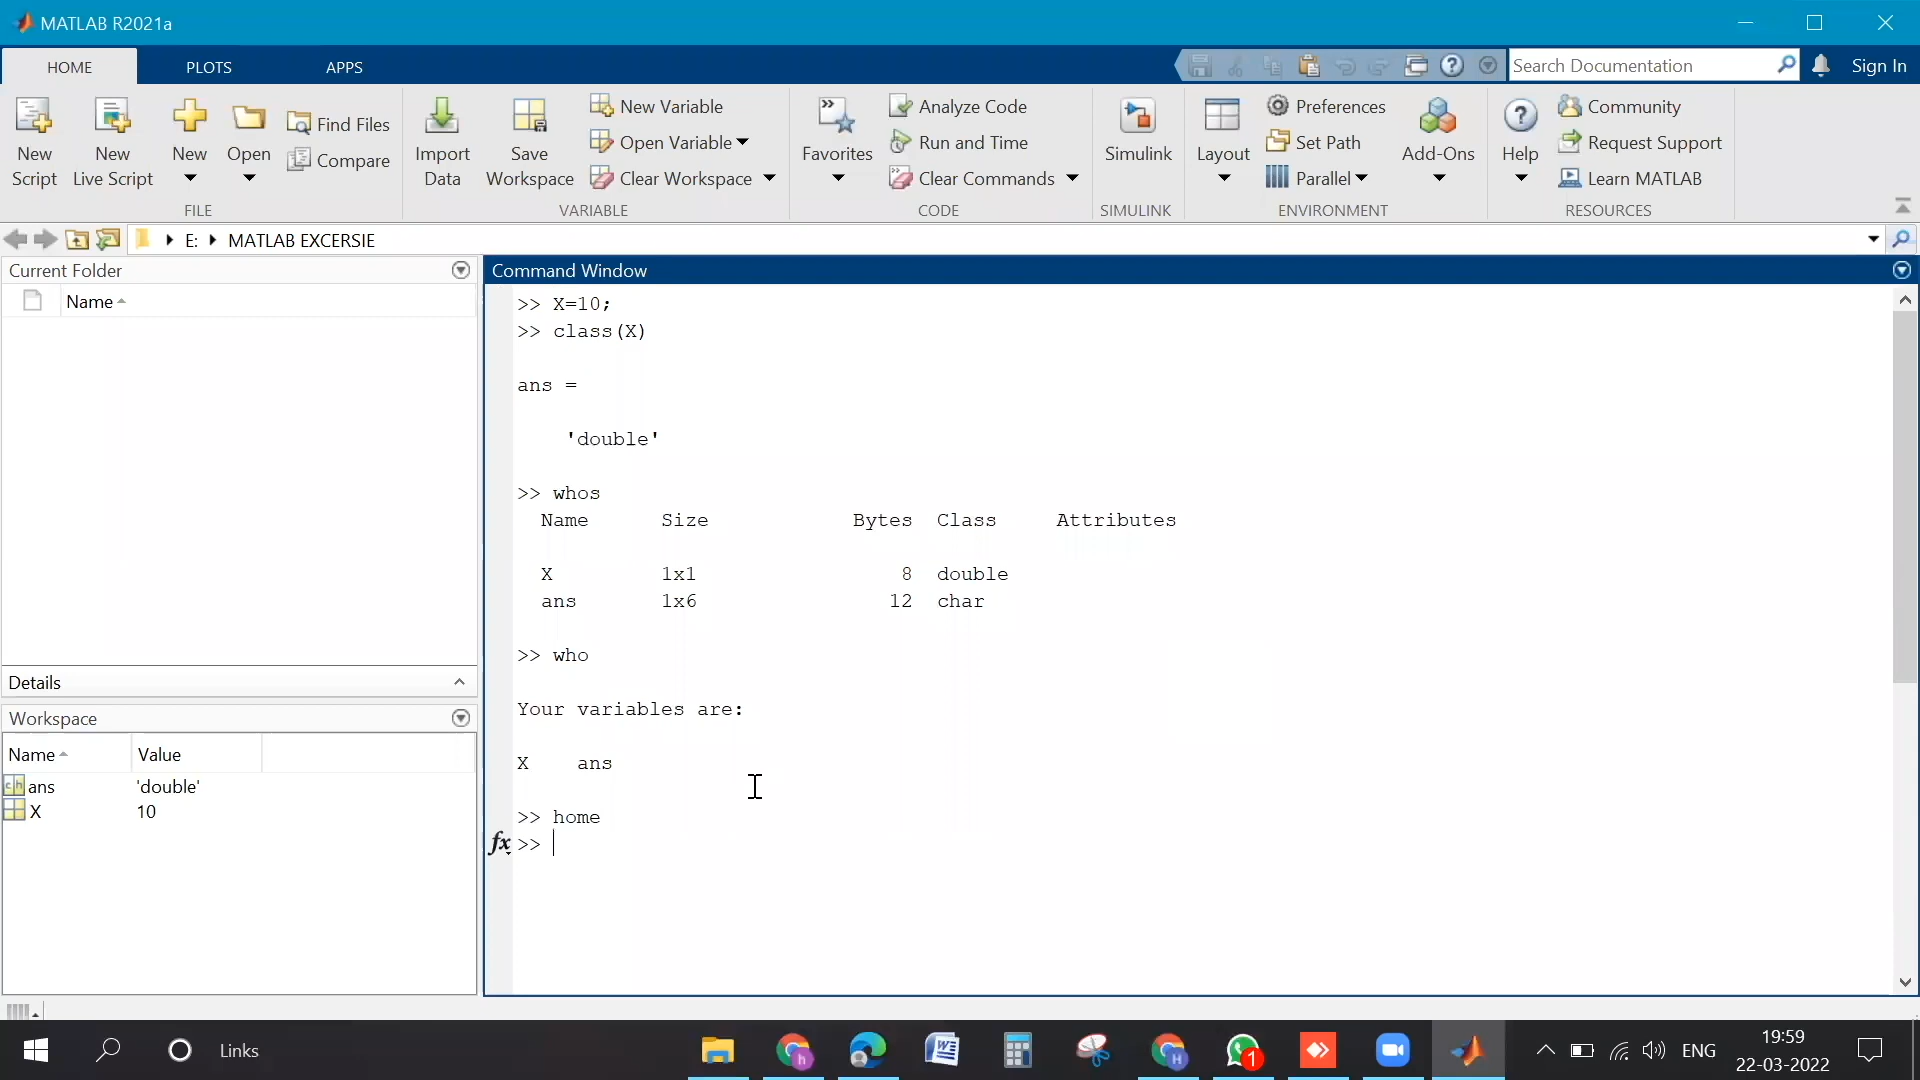 MATLAB R2021a
HOME PLOTS APPS
Search Documentation
Sign In
New Script
New Live Script
New
Open
Find Files
Compare
FILE
Import Data
Save Workspace
New Variable
Open Variable
Clear Workspace
VARIABLE
Favorites
Analyze Code
Run and Time
Clear Commands
CODE
Simulink
SIMULINK
Layout
Preferences
Set Path
Parallel
Add-Ons
ENVIRONMENT
Help
Community
Request Support
Learn MATLAB
RESOURCES
E: MATLAB EXCERSIE
Current Folder
Name
Details
Workspace
Name Value
ans 'double'
X 10
Command Window
>> X=10;
>> class(X)
ans =
'double'
>> whos
Name Size Bytes Class Attributes
X 1x1 8 double
ans 1x6 12 char
>> who
Your variables are:
X ans
>> home
fx >>
Links
1
ENG
19:59
22-03-2022